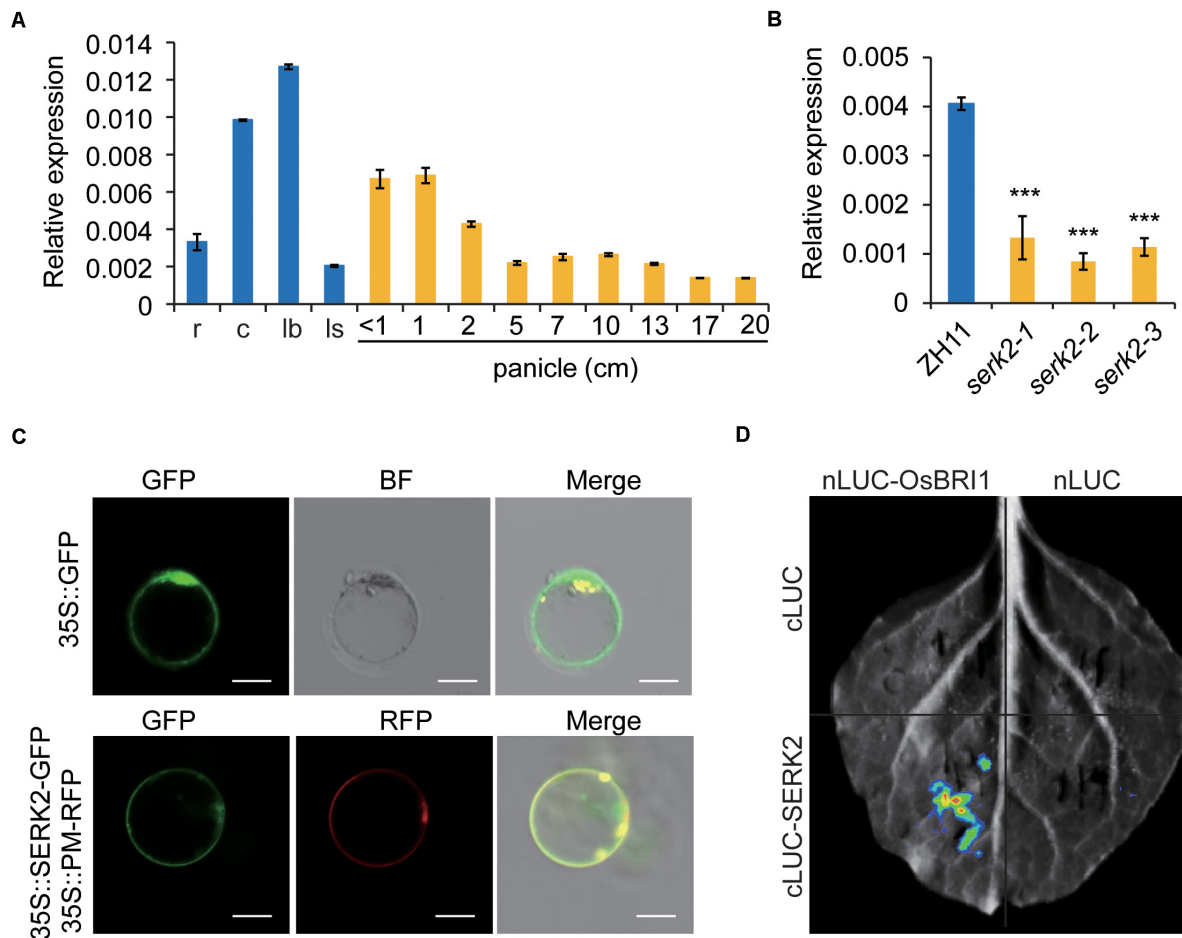 A
Relative expression
0.014
0.012
0.010
0.008
0.006
0.004
0.002
0
r c lb ls <1 1 2 5 7 10 13 17 20
panicle (cm)
B
Relative expression
0.005
0.004
0.003
0.002
0.001
0
***
***
***
ZH11 serk2-1 serk2-2 serk2-3
C
GFP BF Merge
35S::GFP
GFP RFP Merge
35S::SERK2-GFP
35S::PM-RFP
D
nLUC-OsBRI1 nLUC
cLUC
cLUC-SERK2